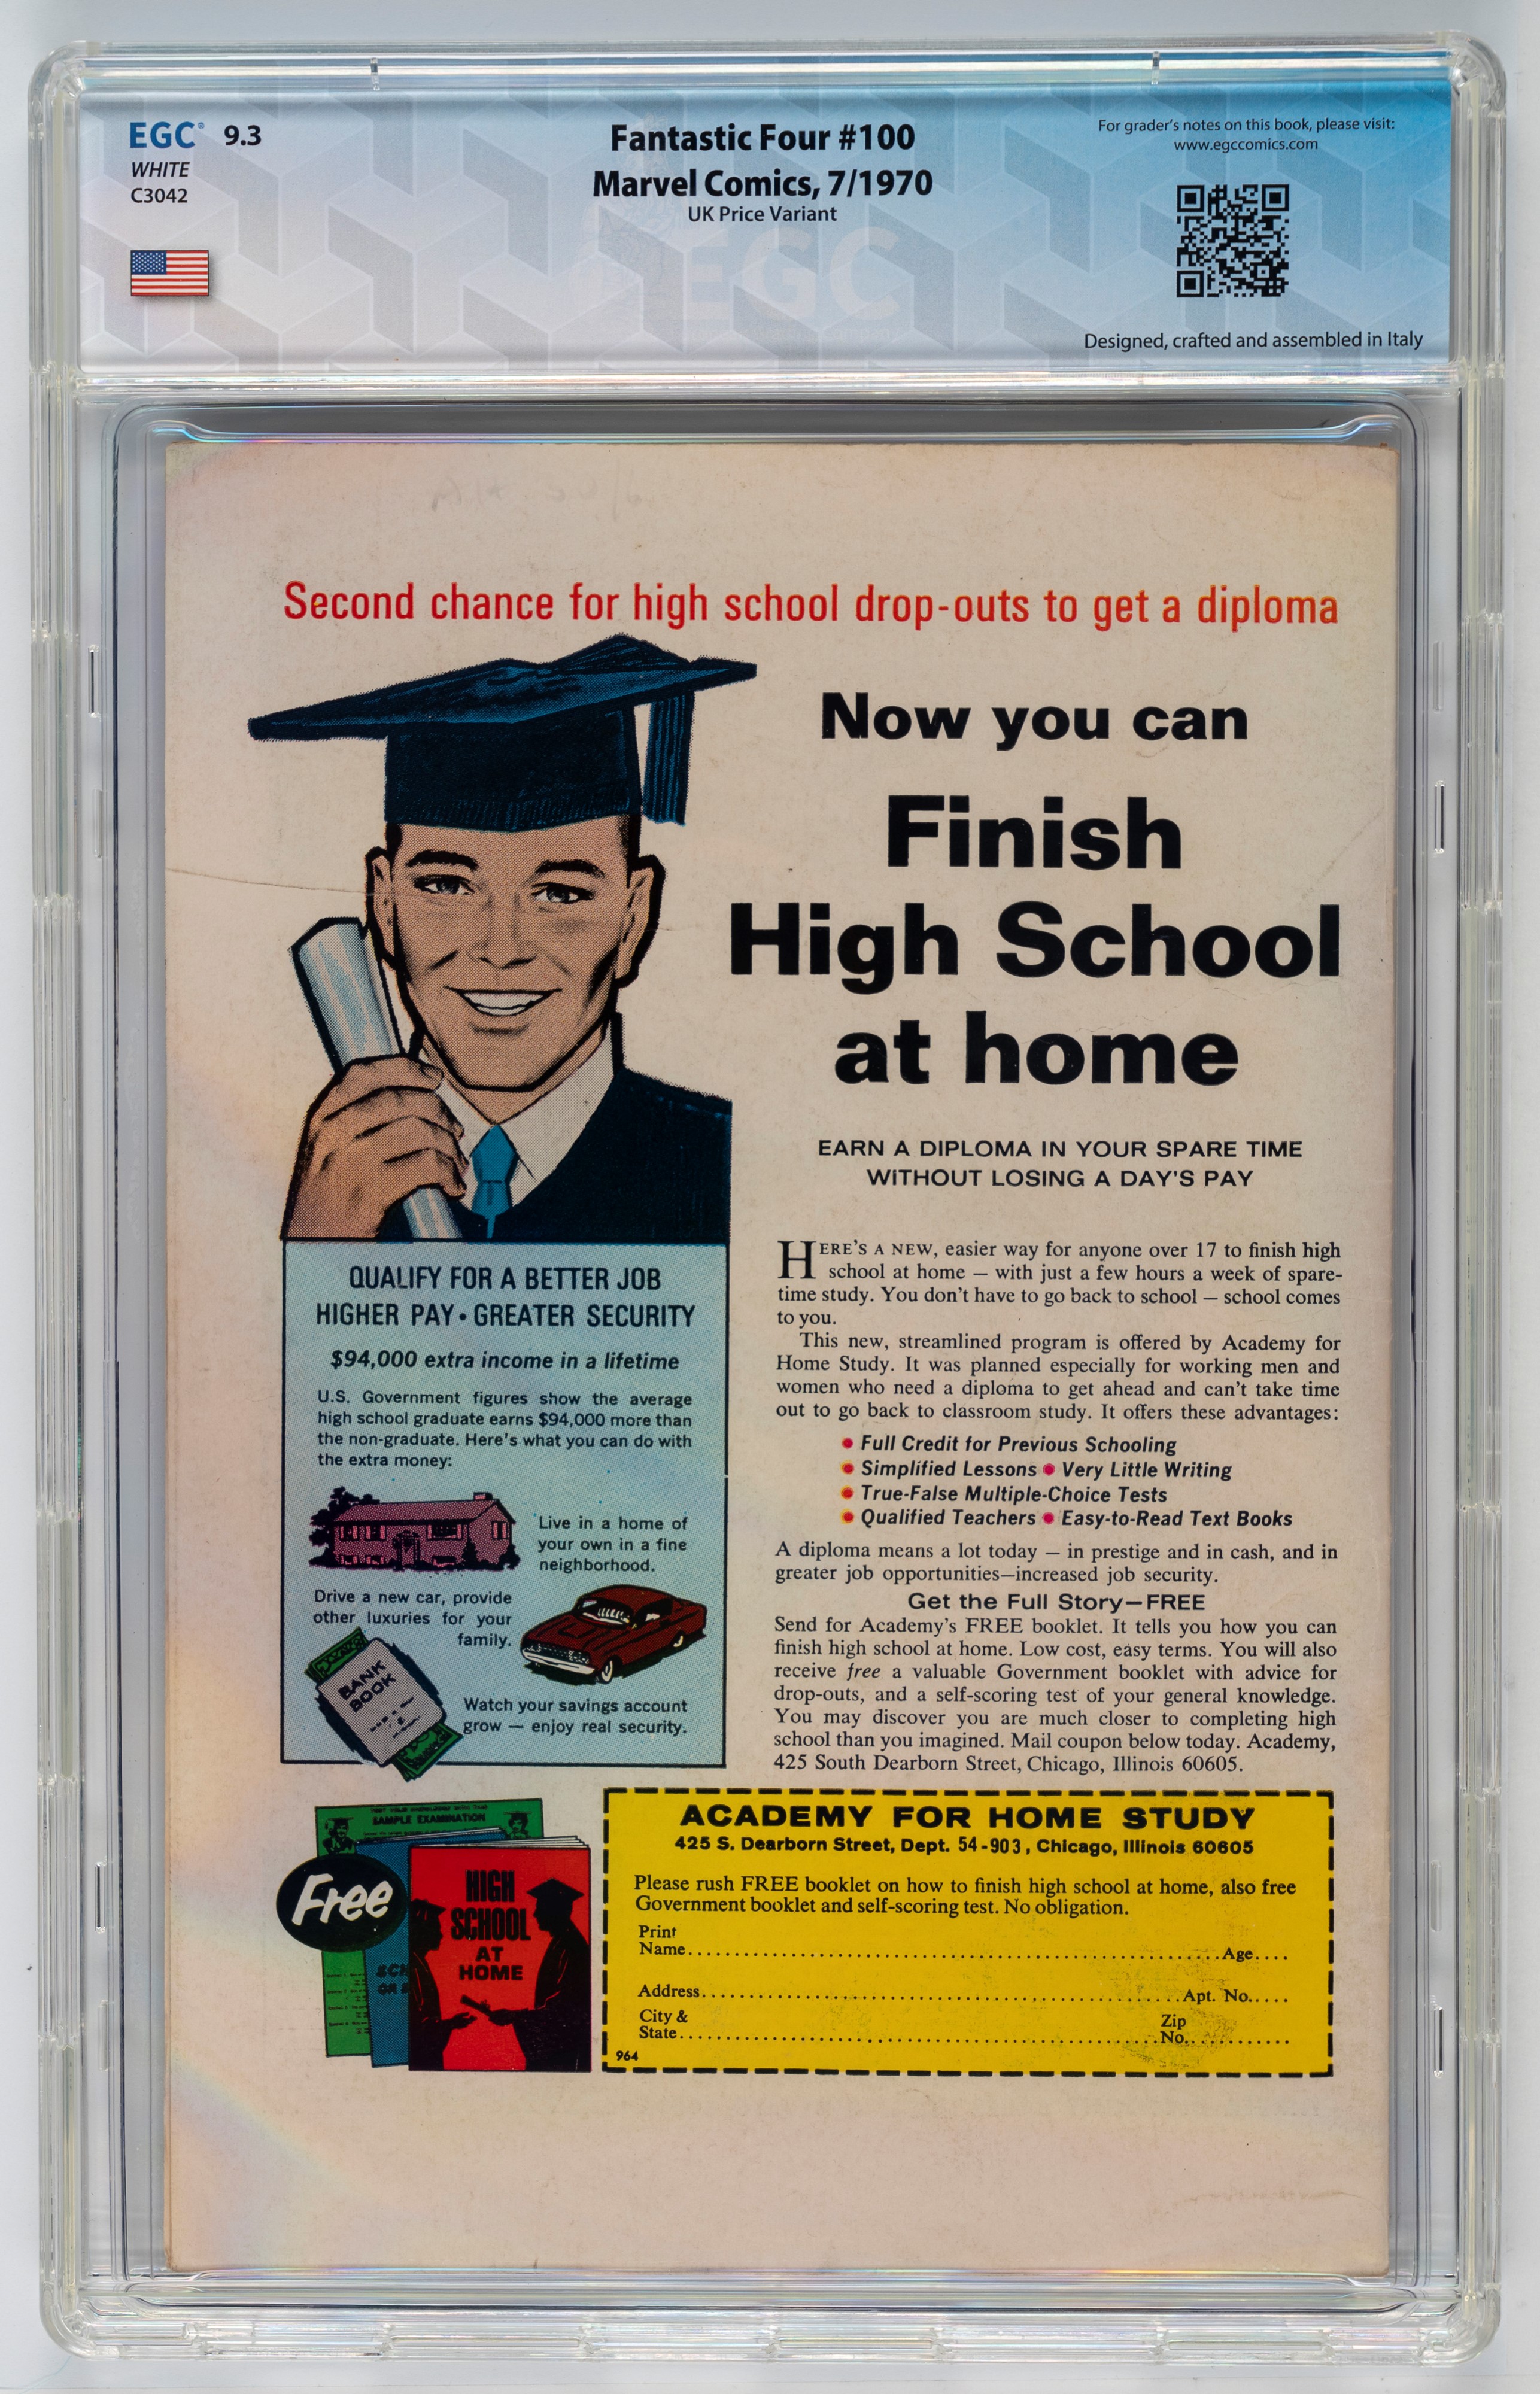 EGC® 9.3
WHITE
C3042
Fantastic Four #100
Marvel Comics, 7/1970
UK Price Variant
For grader's notes on this book, please visit:
www.egccomics.com
Designed, crafted and assembled in Italy
EGC
Second chance for high school drop-outs to get a diploma
Now you can
Finish
High School
at home
EARN A DIPLOMA IN YOUR SPARE TIME
WITHOUT LOSING A DAY'S PAY
QUALIFY FOR A BETTER JOB
HIGHER PAY • GREATER SECURITY
$94,000 extra income in a lifetime
U.S. Government figures show the average
high school graduate earns $94,000 more than
the non-graduate. Here's what you can do with
the extra money:
Live in a home of
your own in a fine
neighborhood.
Drive a new car, provide
other luxuries for your
family.
BANK
BOOK
Watch your savings account
grow — enjoy real security.
HERE'S A NEW, easier way for anyone over 17 to finish high
school at home — with just a few hours a week of spare-
time study. You don't have to go back to school — school comes
to you.
This new, streamlined program is offered by Academy for
Home Study. It was planned especially for working men and
women who need a diploma to get ahead and can't take time
out to go back to classroom study. It offers these advantages:
• Full Credit for Previous Schooling
• Simplified Lessons • Very Little Writing
• True-False Multiple-Choice Tests
• Qualified Teachers • Easy-to-Read Text Books
A diploma means a lot today — in prestige and in cash, and in
greater job opportunities—increased job security.
Get the Full Story—FREE
Send for Academy's FREE booklet. It tells you how you can
finish high school at home. Low cost, easy terms. You will also
receive free a valuable Government booklet with advice for
drop-outs, and a self-scoring test of your general knowledge.
You may discover you are much closer to completing high
school than you imagined. Mail coupon below today. Academy,
425 South Dearborn Street, Chicago, Illinois 60605.
SAMPLE EXAMINATION
Free
HIGH
SCHOOL
AT
HOME
ACADEMY FOR HOME STUDY
425 S. Dearborn Street, Dept. 54-903, Chicago, Illinois 60605
Please rush FREE booklet on how to finish high school at home, also free
Government booklet and self-scoring test. No obligation.
Print
Name..........Age....
Address..........Apt. No.....
City & Zip
State..........No...........
964